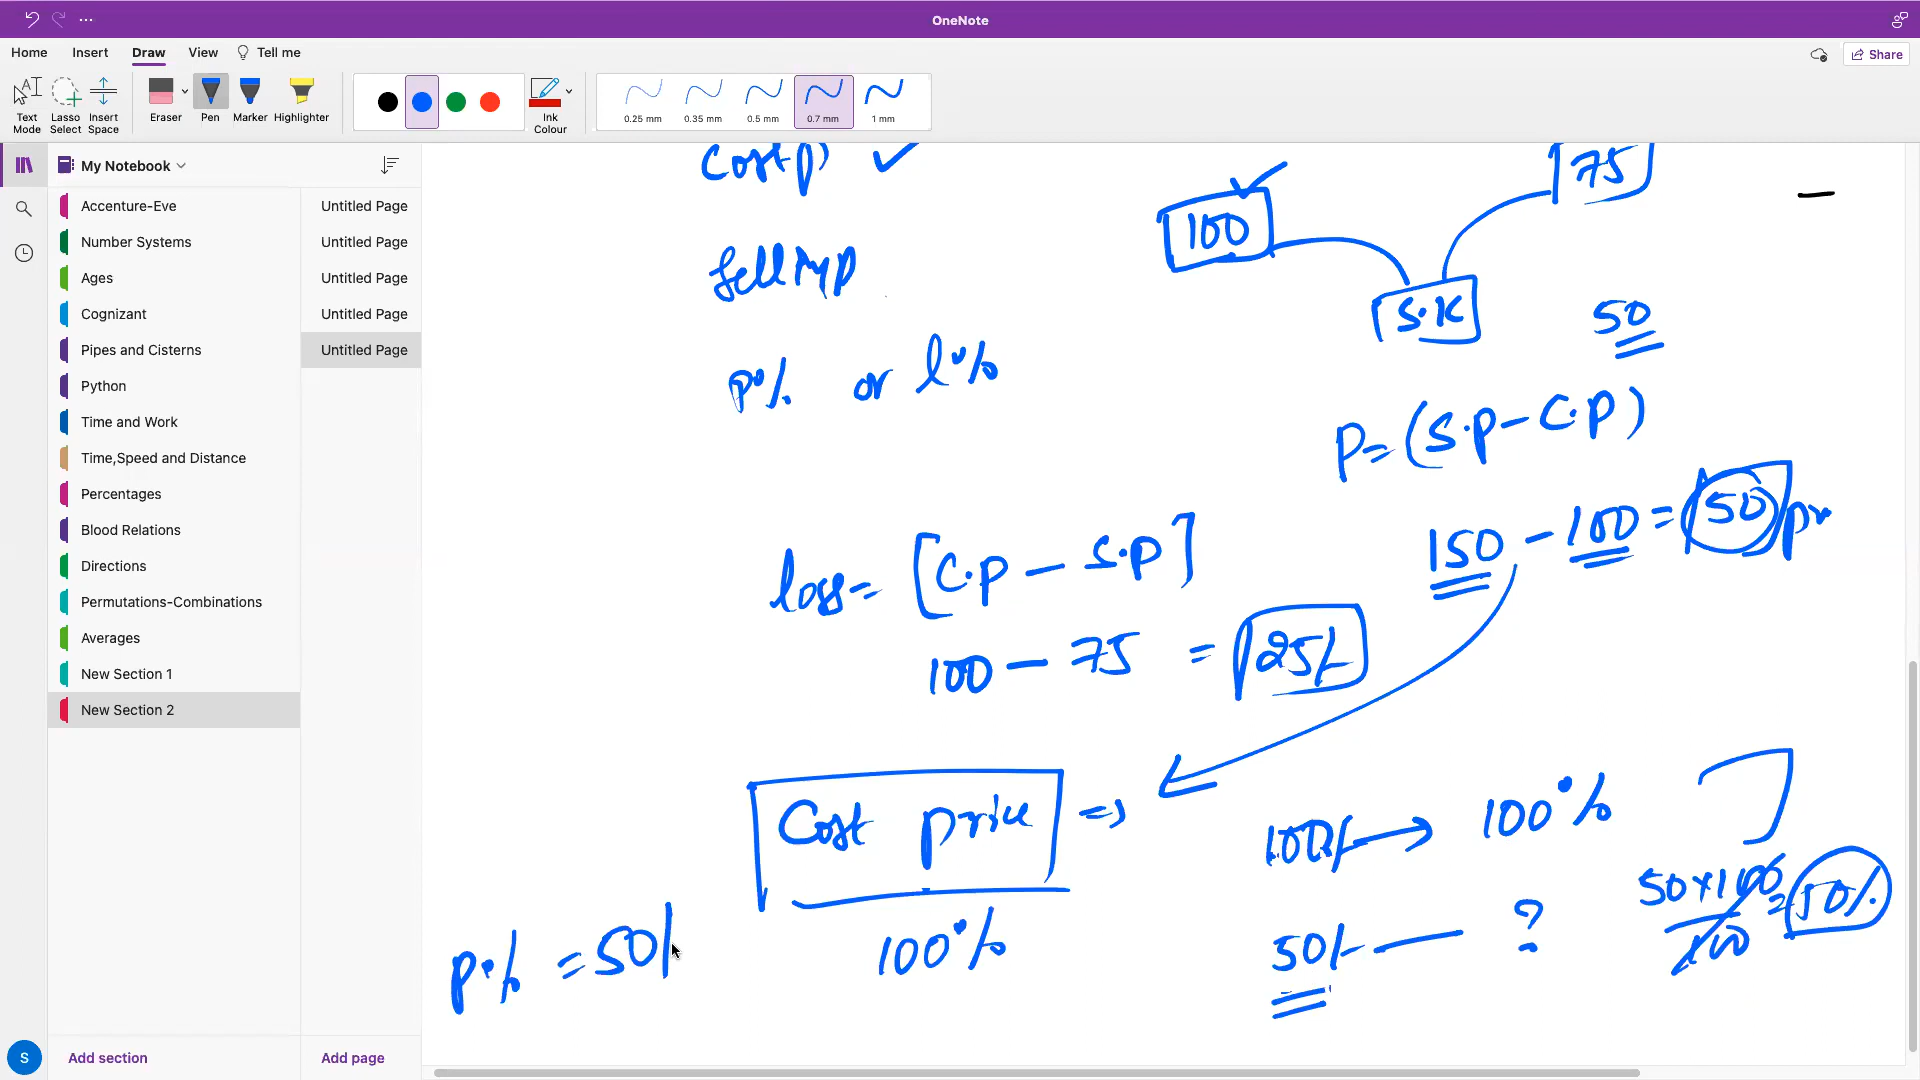 OneNote
Home Insert Draw View Tell me
Share
Text Mode
Lasso Select
Insert Space
Eraser
Pen
Marker
Highlighter
Ink Colour
0.25 mm
0.35 mm
0.5 mm
0.7 mm
1 mm
My Notebook
Accenture-Eve
Number Systems
Ages
Cognizant
Pipes and Cisterns
Python
Time and Work
Time,Speed and Distance
Percentages
Blood Relations
Directions
Permutations-Combinations
Averages
New Section 1
New Section 2
Add section
S
Untitled Page
Untitled Page
Untitled Page
Untitled Page
Untitled Page
Add page
Cost p)
100
75
S.K
50
p% or l%
P= (S.P-C.P)
150 - 100 = 50
loss= [C.P - S.P]
100 - 75 = 25/-
Cost price =>
100%
100/- → 100%
50/- — ?
50x100
100
= 50%
P% = 50/